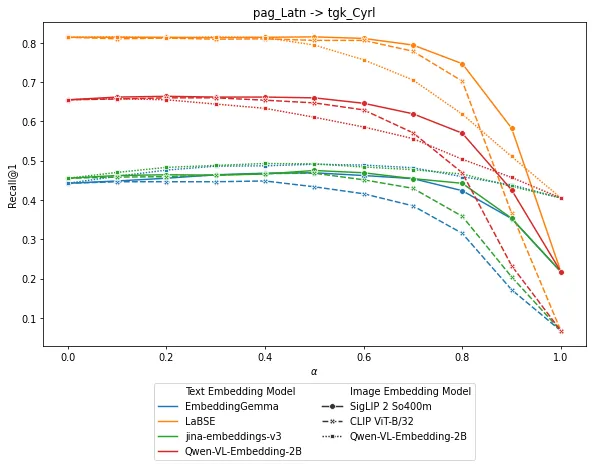 pag_Latn -> tgk_Cyrl
Recall@1
0.8
0.7
0.6
0.5
0.4
0.3
0.2
0.1
0.0 0.2 0.4 0.6 0.8 1.0
α
Text Embedding Model Image Embedding Model
EmbeddingGemma SigLIP 2 So400m
LaBSE CLIP ViT-B/32
jina-embeddings-v3 Qwen-VL-Embedding-2B
Qwen-VL-Embedding-2B